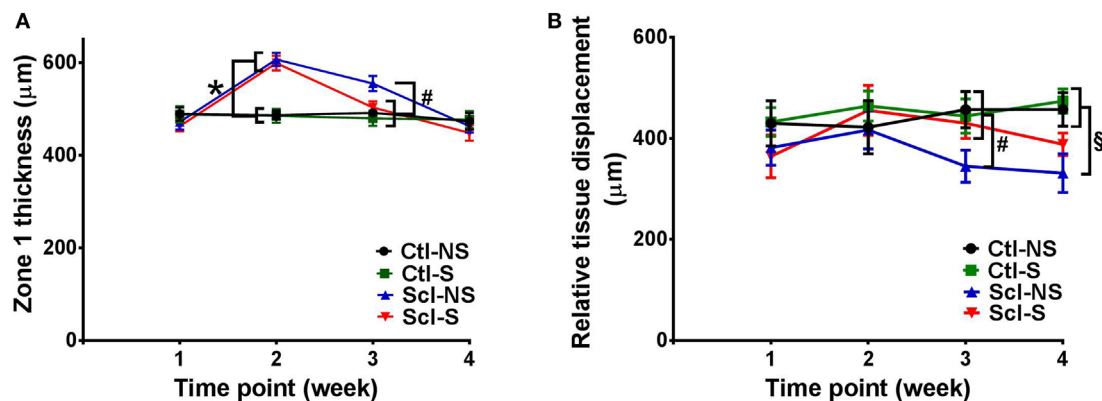 A
Zone 1 thickness (µm)
600
400
200
0
*
#
Ctl-NS
Ctl-S
Scl-NS
Scl-S
1 2 3 4
Time point (week)
B
Relative tissue displacement
(µm)
600
400
200
0
#
§
Ctl-NS
Ctl-S
Scl-NS
Scl-S
1 2 3 4
Time point (week)